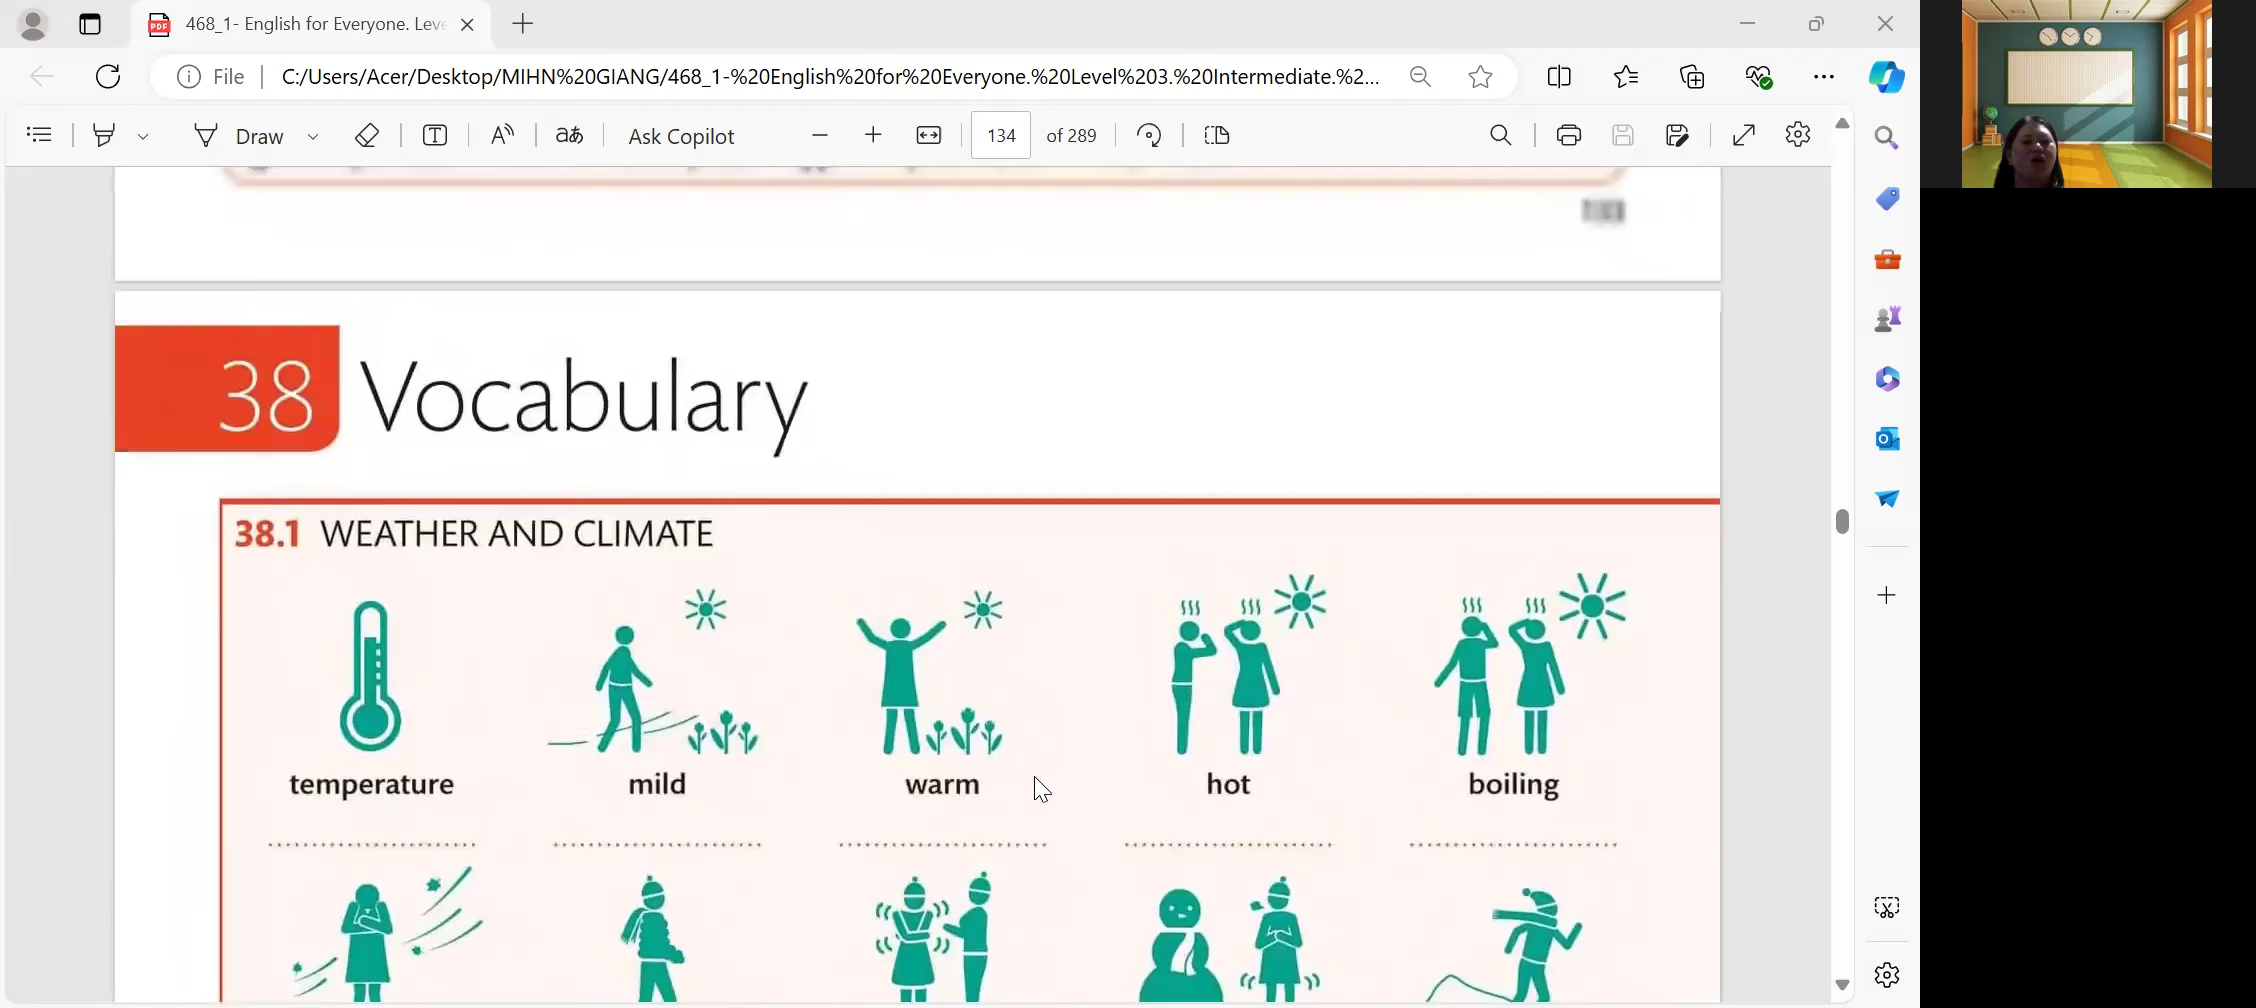 468_1- English for Everyone. Leve
File
C:/Users/Acer/Desktop/MIHN%20GIANG/468_1-%20English%20for%20Everyone.%20Level%203.%20Intermediate.%2...
Draw
Ask Copilot
134 of 289
38 Vocabulary
38.1 WEATHER AND CLIMATE
temperature mild warm hot boiling